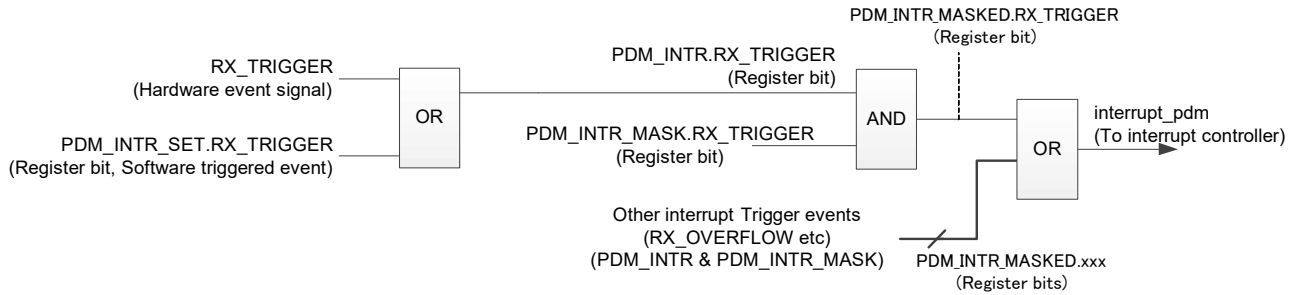 PDM_INTR_MASKED.RX_TRIGGER
(Register bit)
RX_TRIGGER
(Hardware event signal)
PDM_INTR.RX_TRIGGER
(Register bit)
OR
PDM_INTR_SET.RX_TRIGGER
(Register bit, Software triggered event)
PDM_INTR_MASK.RX_TRIGGER
(Register bit)
AND
OR
interrupt_pdm
(To interrupt controller)
Other interrupt Trigger events
(RX_OVERFLOW etc)
(PDM_INTR & PDM_INTR_MASK)
PDM_INTR_MASKED.xxx
(Register bits)